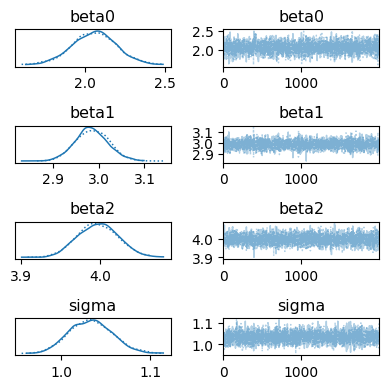 beta0 beta0
2.5
2.0
2.0 2.5 0 1000
beta1 beta1
3.1
3.0
2.9
2.9 3.0 3.1 0 1000
beta2 beta2
4.0
3.9
3.9 4.0 0 1000
sigma sigma
1.1
1.0
1.0 1.1 0 1000